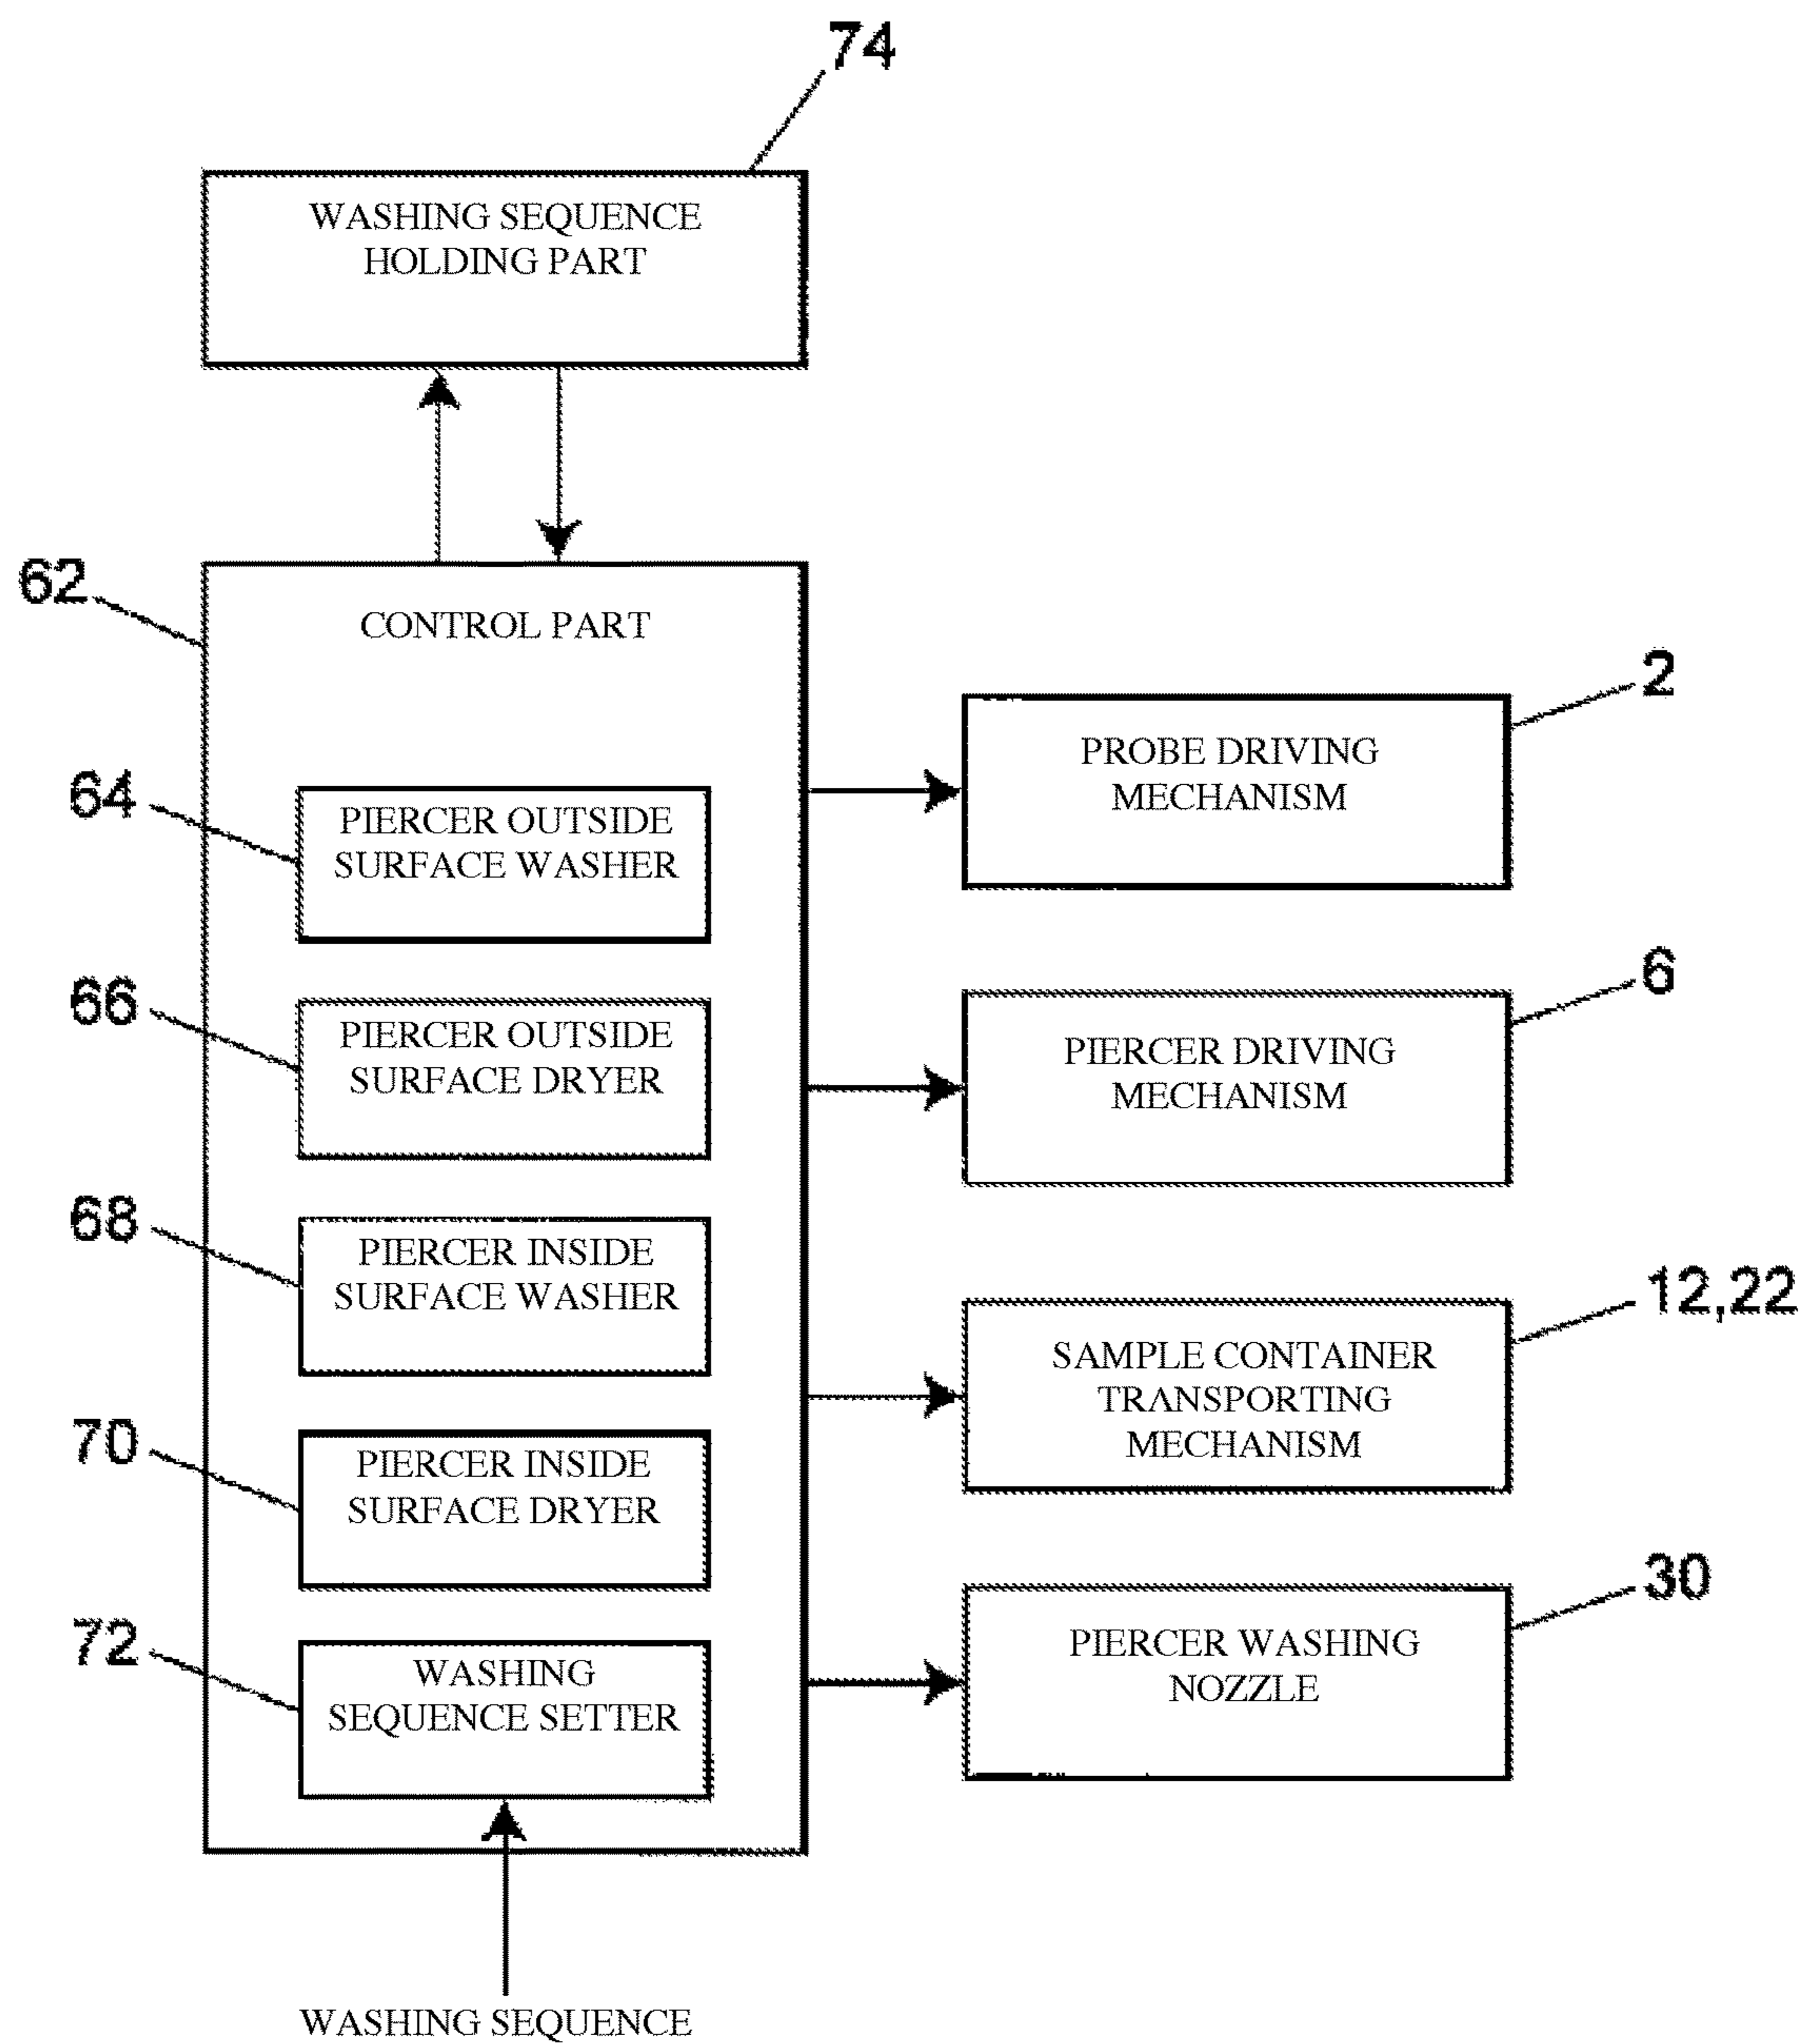 74
WASHING SEQUENCE
HOLDING PART
62
CONTROL PART
2
PROBE DRIVING
MECHANISM
64
PIERCER OUTSIDE
SURFACE WASHER
6
PIERCER DRIVING
MECHANISM
66
PIERCER OUTSIDE
SURFACE DRYER
68
PIERCER INSIDE
SURFACE WASHER
12,22
SAMPLE CONTAINER
TRANSPORTING
MECHANISM
70
PIERCER INSIDE
SURFACE DRYER
30
PIERCER WASHING
NOZZLE
72
WASHING
SEQUENCE SETTER
WASHING SEQUENCE